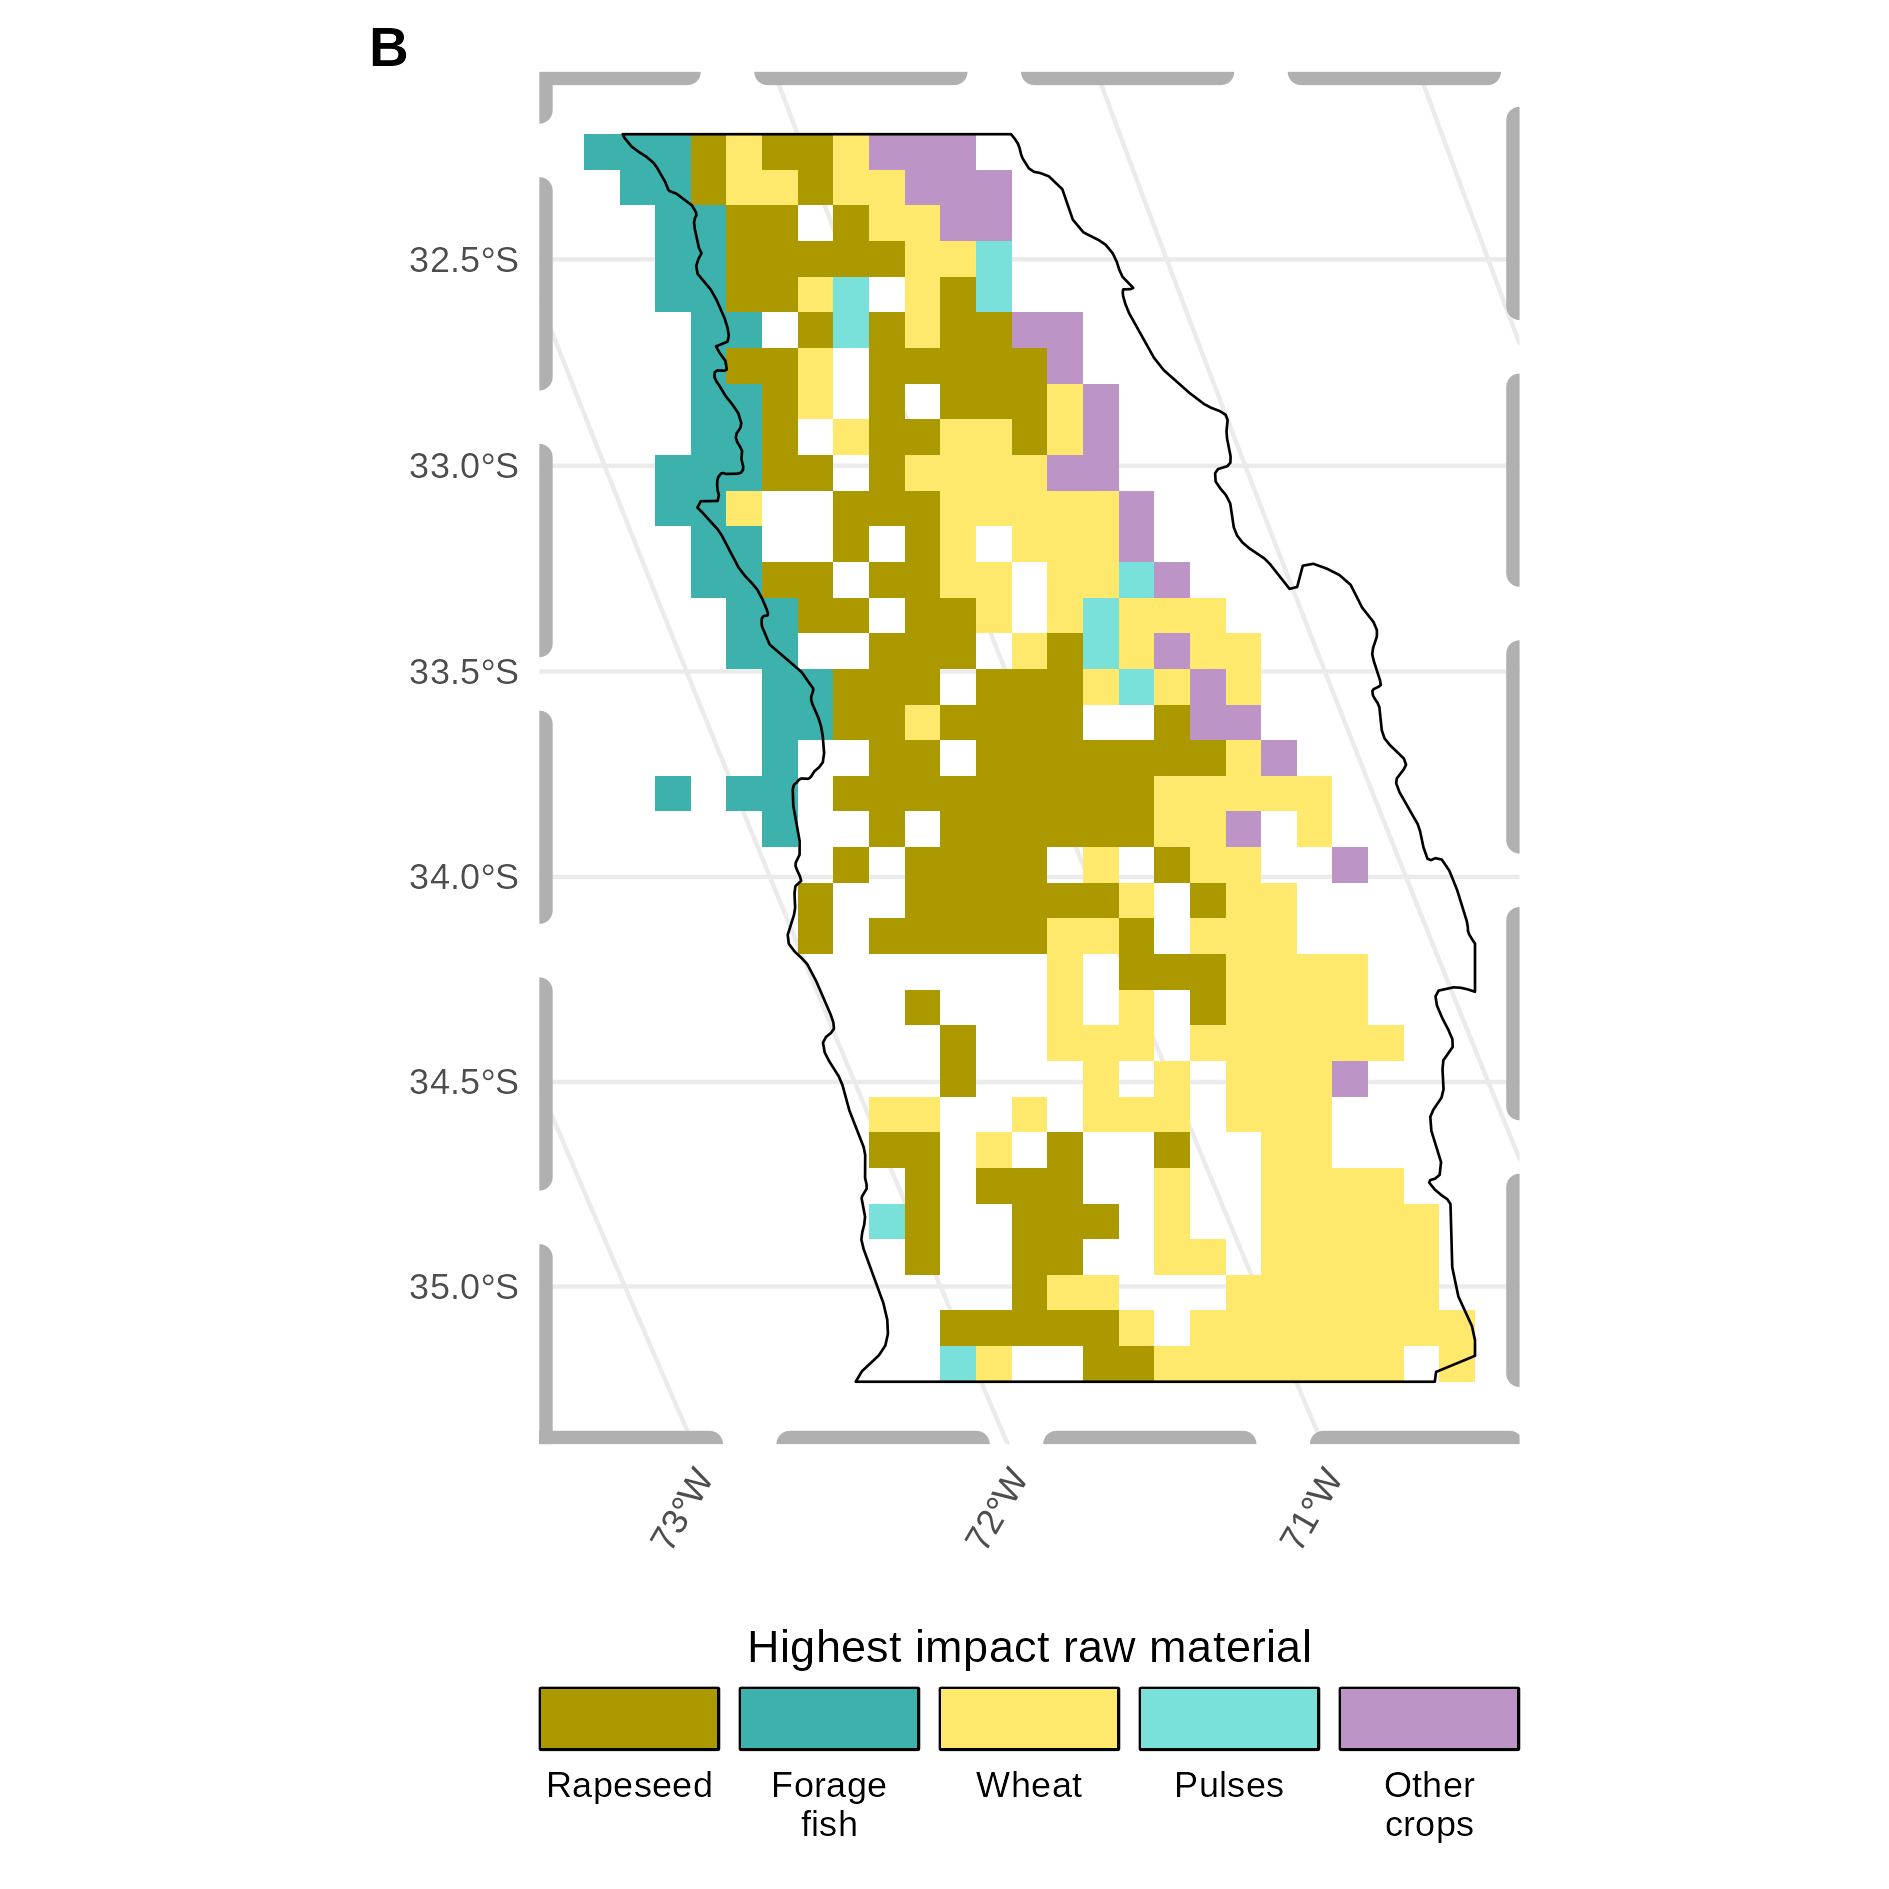 B
32.5°S
33.0°S
33.5°S
34.0°S
34.5°S
35.0°S
73°W
72°W
71°W
Highest impact raw material
Rapeseed
Forage
fish
Wheat
Pulses
Other
crops